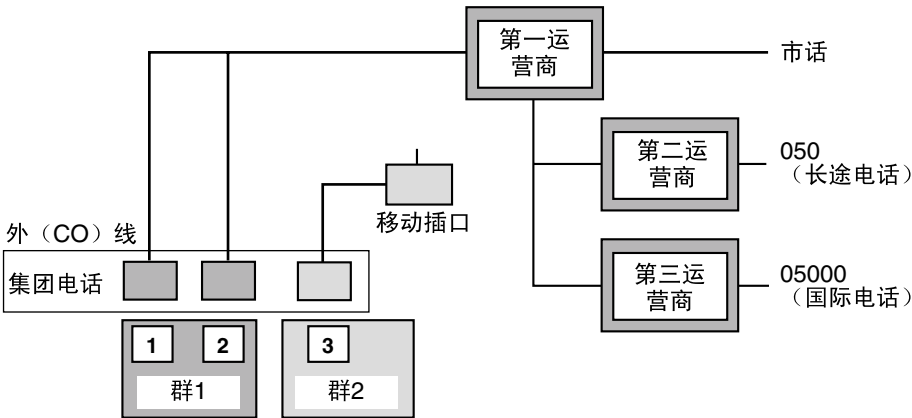 第一运
营商
市话
第二运
营商
050
（长途电话）
移动插口
外（CO）线
集团电话
第三运
营商
05000
（国际电话）
1
2
3
群1
群2